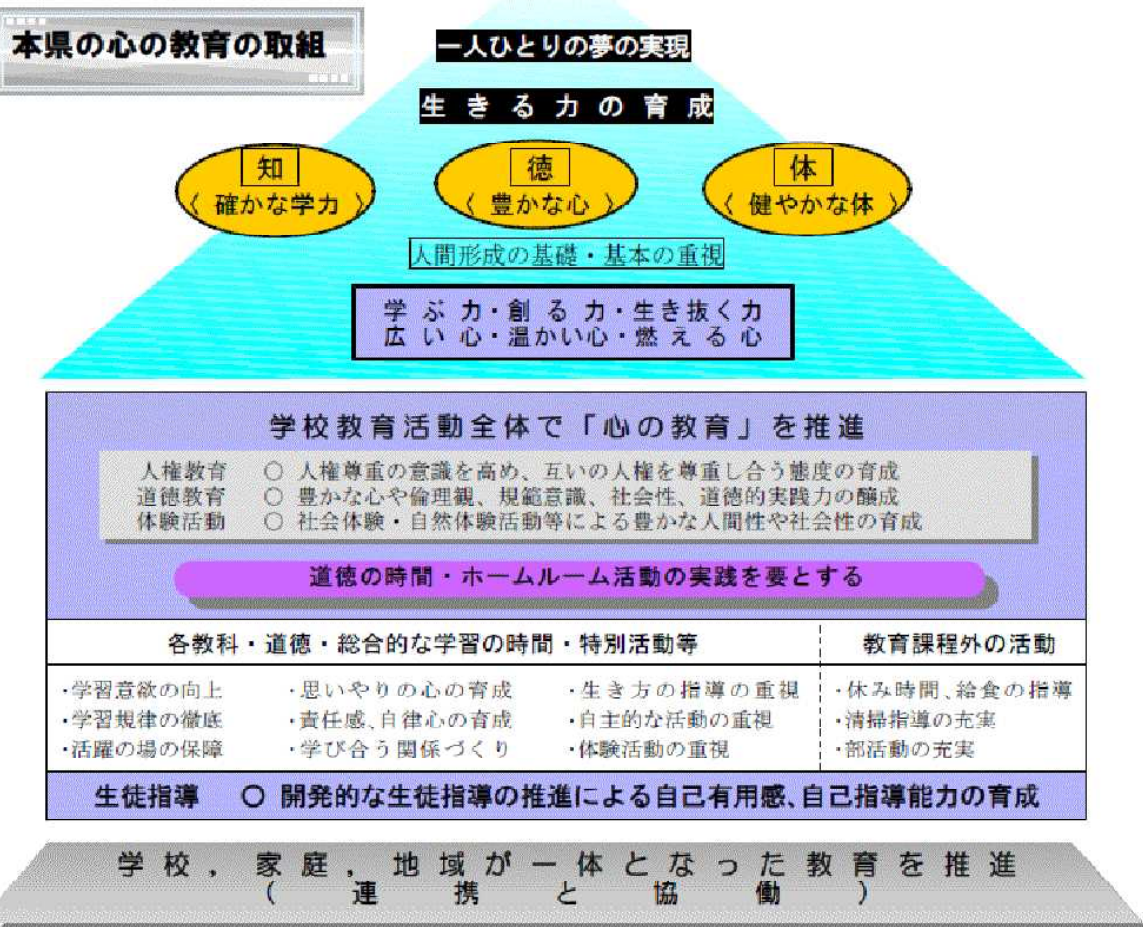 本県の心の教育の取組
一人ひとりの夢の実現
生きる力の育成
知
〈 確かな学力 〉
徳
〈 豊かな心 〉
体
〈 健やかな体 〉
人間形成の基礎・基本の重視
学ぶ力・創る力・生き抜く力
広い心・温かい心・燃える心
学校教育活動全体で「心の教育」を推進
人権教育 ○ 人権尊重の意識を高め、互いの人権を尊重し合う態度の育成
道徳教育 ○ 豊かな心や倫理観、規範意識、社会性、道徳的実践力の醸成
体験活動 ○ 社会体験・自然体験活動等による豊かな人間性や社会性の育成
道徳の時間・ホームルーム活動の実践を要とする
各教科・道徳・総合的な学習の時間・特別活動等
・学習意欲の向上 ・思いやりの心の育成 ・生き方の指導の重視
・学習規律の徹底 ・責任感、自律心の育成 ・自主的な活動の重視
・活躍の場の保障 ・学び合う関係づくり ・体験活動の重視
教育課程外の活動
・休み時間、給食の指導
・清掃指導の充実
・部活動の充実
生徒指導 ○ 開発的な生徒指導の推進による自己有用感、自己指導能力の育成
学校，家庭，地域が一体となった教育を推進
（連携と協働）